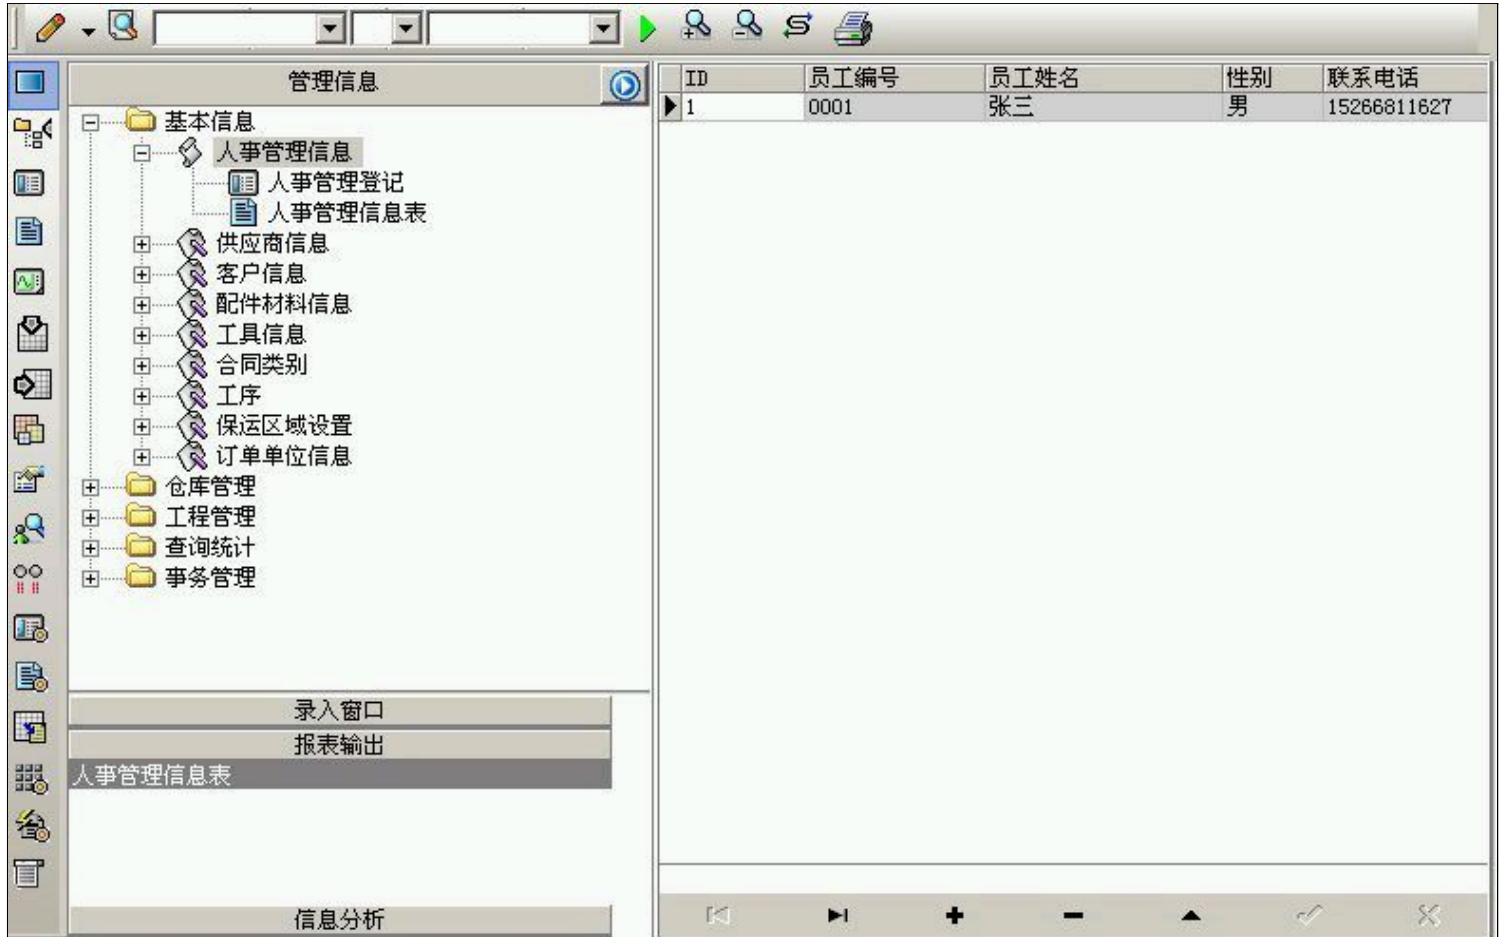 管理信息
基本信息
人事管理信息
人事管理登记
人事管理信息表
供应商信息
客户信息
配件材料信息
工具信息
合同类别
工序
保运区域设置
订单单位信息
仓库管理
工程管理
查询统计
事务管理
录入窗口
报表输出
人事管理信息表
信息分析
ID 员工编号 员工姓名 性别 联系电话
1 0001 张三 男 15266811627